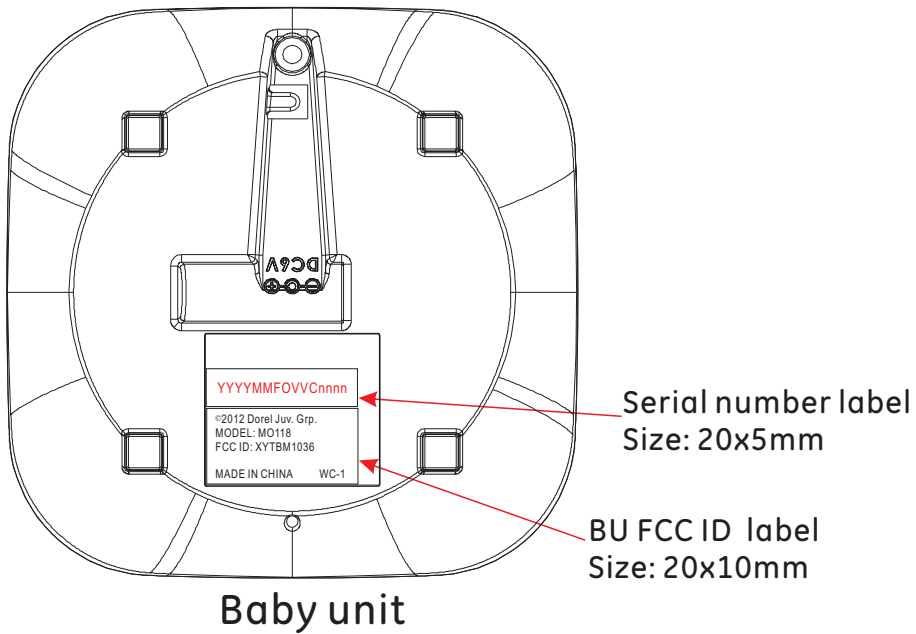 DC6V
YYYYMMFOVVCnnnn
©2012 Dorel Juv. Grp.
MODEL: MO118
FCC ID: XYTBM1036
MADE IN CHINA WC-1
Serial number label
Size: 20x5mm
BU FCC ID label
Size: 20x10mm
Baby unit